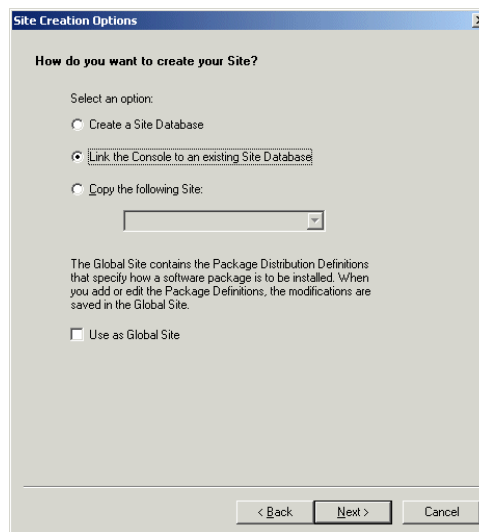 Site Creation Options
How do you want to create your Site?
Select an option:
Create a Site Database
Link the Console to an existing Site Database
Copy the following Site:
The Global Site contains the Package Distribution Definitions
that specify how a software package is to be installed. When
you add or edit the Package Definitions, the modifications are
saved in the Global Site.
Use as Global Site
< Back Next > Cancel